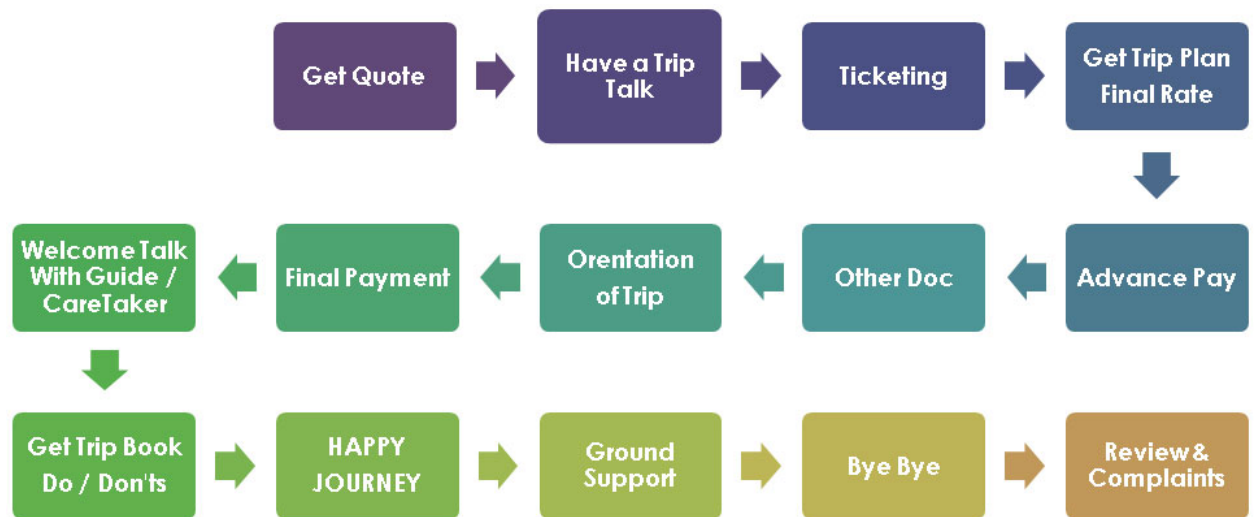 Get Quote
Have a Trip
Talk
Ticketing
Get Trip Plan
Final Rate
Advance Pay
Other Doc
Orentation
of Trip
Final Payment
Welcome Talk
With Guide /
CareTaker
Get Trip Book
Do / Don'ts
HAPPY
JOURNEY
Ground
Support
Bye Bye
Review &
Complaints